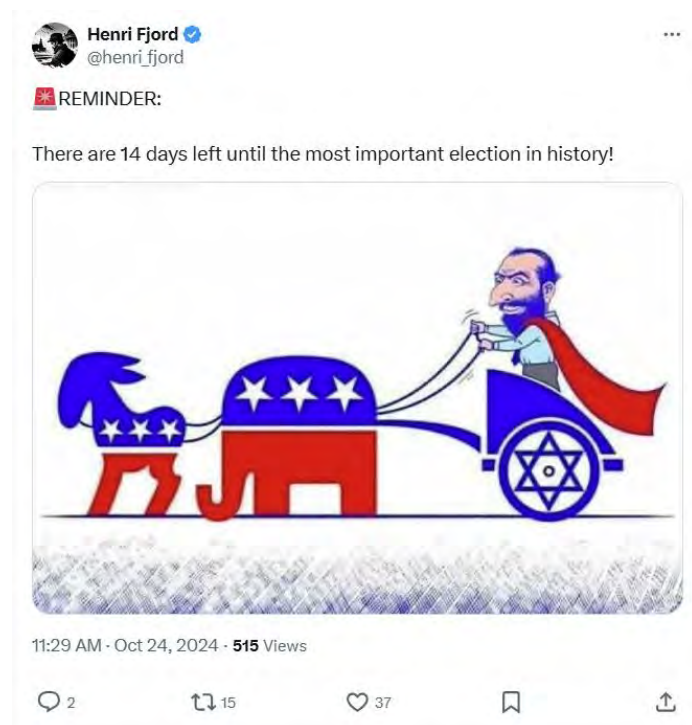 Henri Fjord
@henri_fjord
🚨REMINDER:
There are 14 days left until the most important election in history!
11:29 AM · Oct 24, 2024 · 515 Views
2 15 37